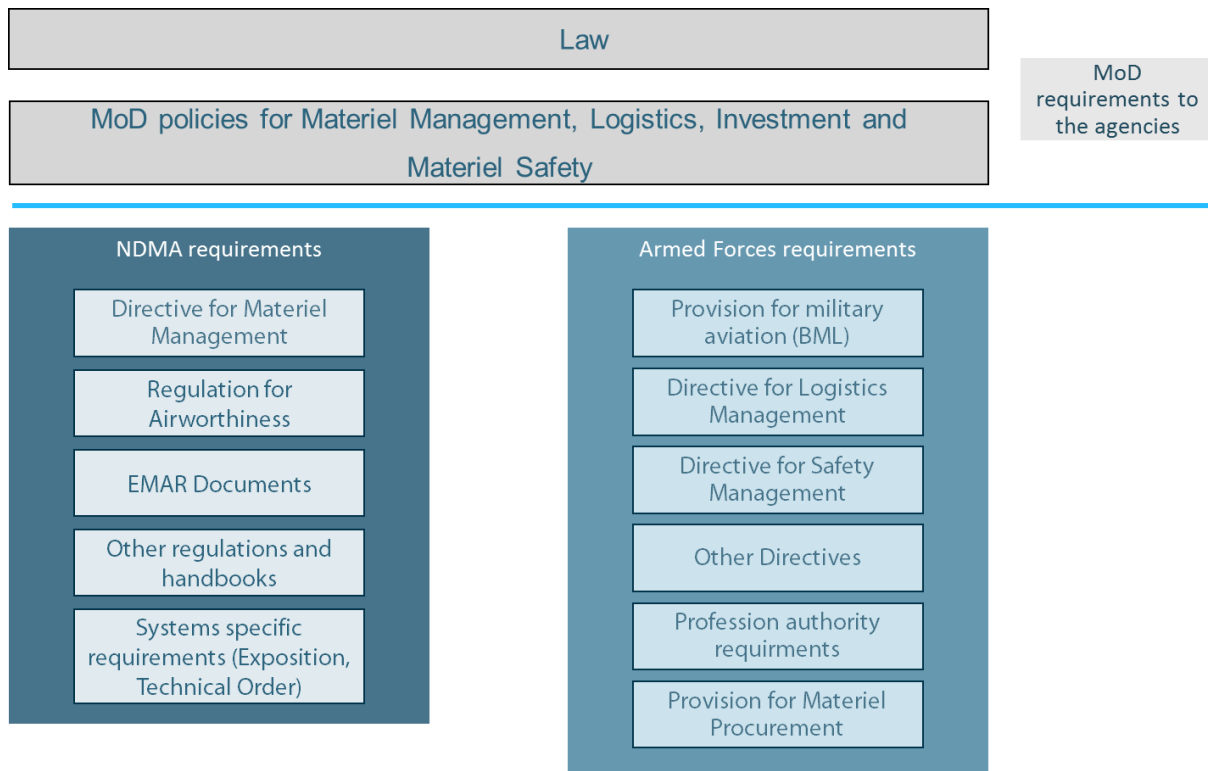 Law
MoD policies for Materiel Management, Logistics, Investment and
Materiel Safety
MoD
requirements to
the agencies
NDMA requirements
Directive for Materiel
Management
Regulation for
Airworthiness
EMAR Documents
Other regulations and
handbooks
Systems specific
requirements (Exposition,
Technical Order)
Armed Forces requirements
Provision for military
aviation (BML)
Directive for Logistics
Management
Directive for Safety
Management
Other Directives
Profession authority
requirments
Provision for Materiel
Procurement